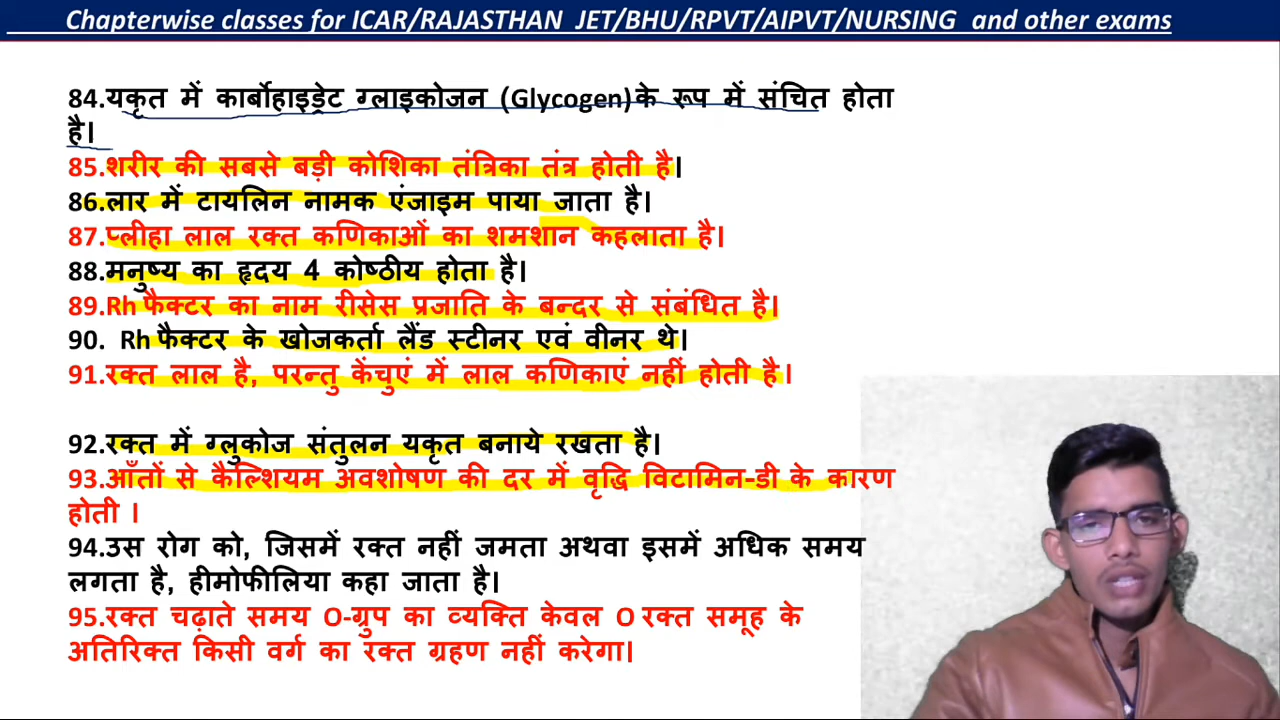 Chapterwise classes for ICAR/RAJASTHAN JET/BHU/RPVT/AIPVT/NURSING and other exams
84.यकृत में कार्बोहाइड्रेट ग्लाइकोजन (Glycogen)के रूप में संचित होता
है।
85.शरीर की सबसे बड़ी कोशिका तंत्रिका तंत्र होती है।
86.लार में टायलिन नामक एंजाइम पाया जाता है।
87.प्लीहा लाल रक्त कणिकाओं का शमशान कहलाता है।
88.मनुष्य का हृदय 4 कोष्ठीय होता है।
89.Rh फैक्टर का नाम रीसेस प्रजाति के बन्दर से संबंधित है।
90. Rh फैक्टर के खोजकर्ता लैंड स्टीनर एवं वीनर थे।
91.रक्त लाल है, परन्तु केंचुएं में लाल कणिकाएं नहीं होती है।
92.रक्त में ग्लुकोज संतुलन यकृत बनाये रखता है।
93.आँतों से कैल्शियम अवशोषण की दर में वृद्धि विटामिन-डी के कारण
होती ।
94.उस रोग को, जिसमें रक्त नहीं जमता अथवा इसमें अधिक समय
लगता है, हीमोफीलिया कहा जाता है।
95.रक्त चढ़ाते समय O-ग्रुप का व्यक्ति केवल O रक्त समूह के
अतिरिक्त किसी वर्ग का रक्त ग्रहण नहीं करेगा।